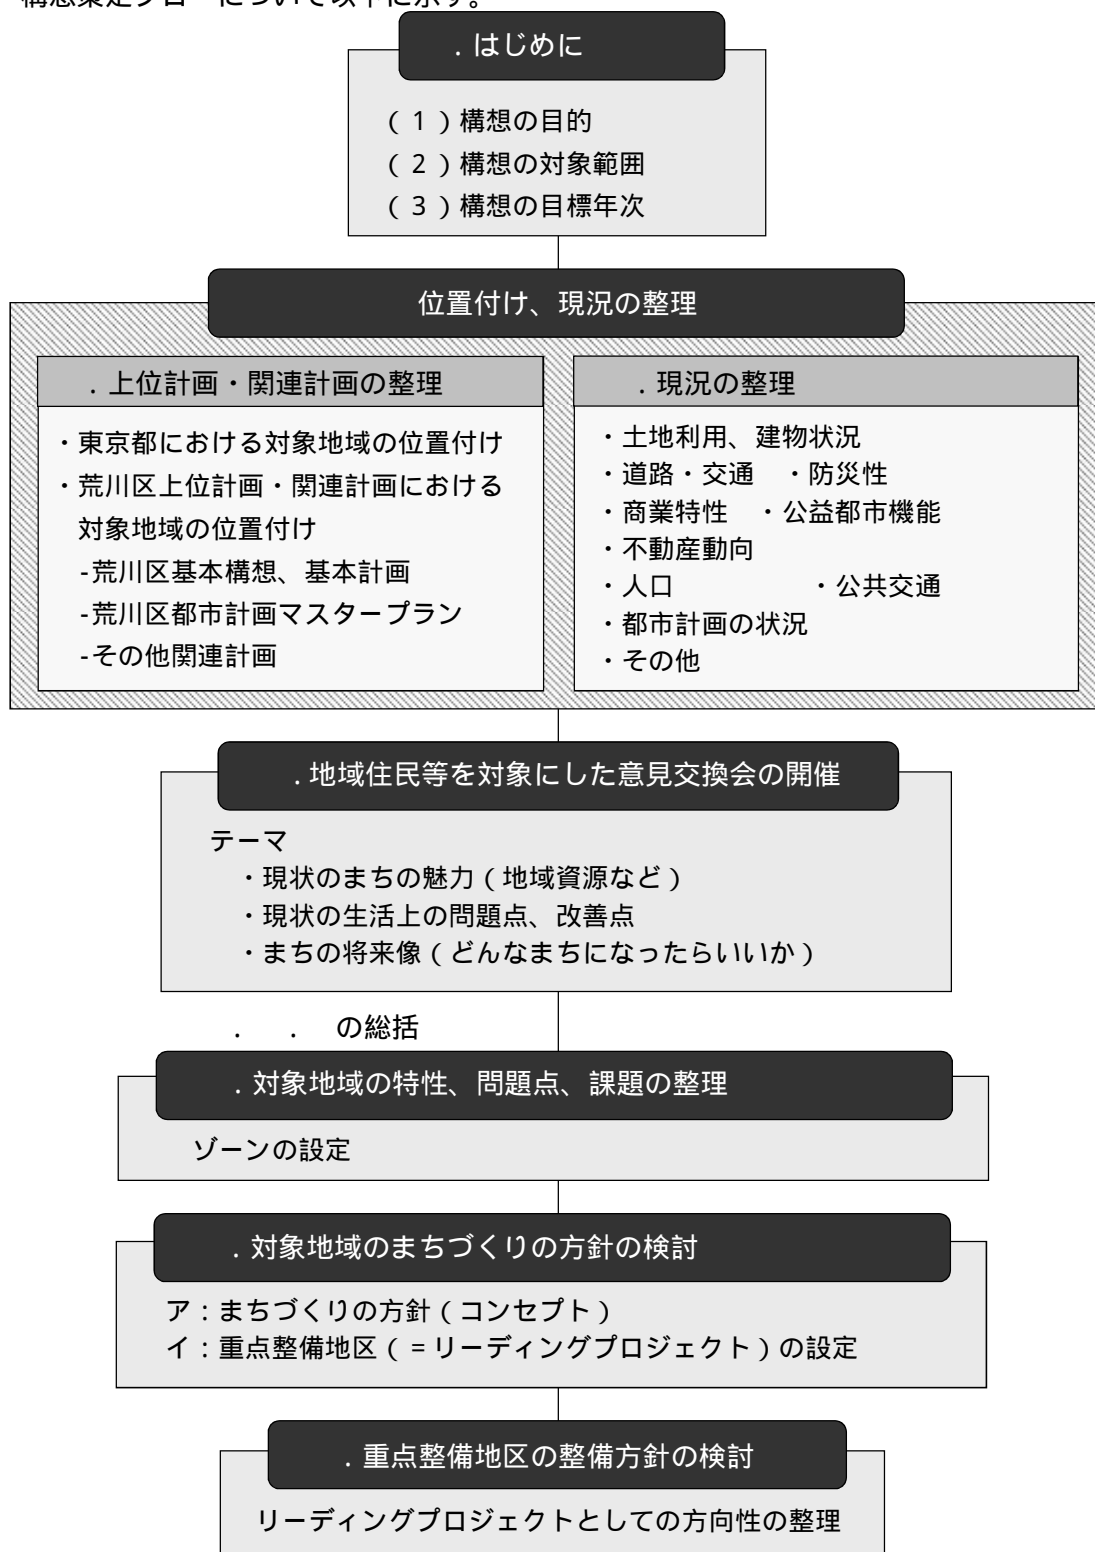 構想策定フローについて以下に示す。
．はじめに
(1)構想の目的
(2)構想の対象範囲
(3)構想の目標年次
位置付け、現況の整理
．上位計画・関連計画の整理
・東京都における対象地域の位置付け
・荒川区上位計画・関連計画における
対象地域の位置付け
-荒川区基本構想、基本計画
-荒川区都市計画マスタープラン
-その他関連計画
．現況の整理
・土地利用、建物状況
・道路・交通　・防災性
・商業特性　・公益都市機能
・不動産動向
・人口　・公共交通
・都市計画の状況
・その他
．地域住民等を対象にした意見交換会の開催
テーマ
・現状のまちの魅力(地域資源など)
・現状の生活上の問題点、改善点
・まちの将来像(どんなまちになったらいいか)
．　．　の総括
．対象地域の特性、問題点、課題の整理
ゾーンの設定
．対象地域のまちづくりの方針の検討
ア：まちづくりの方針(コンセプト)
イ：重点整備地区(=リーディングプロジェクト)の設定
．重点整備地区の整備方針の検討
リーディングプロジェクトとしての方向性の整理